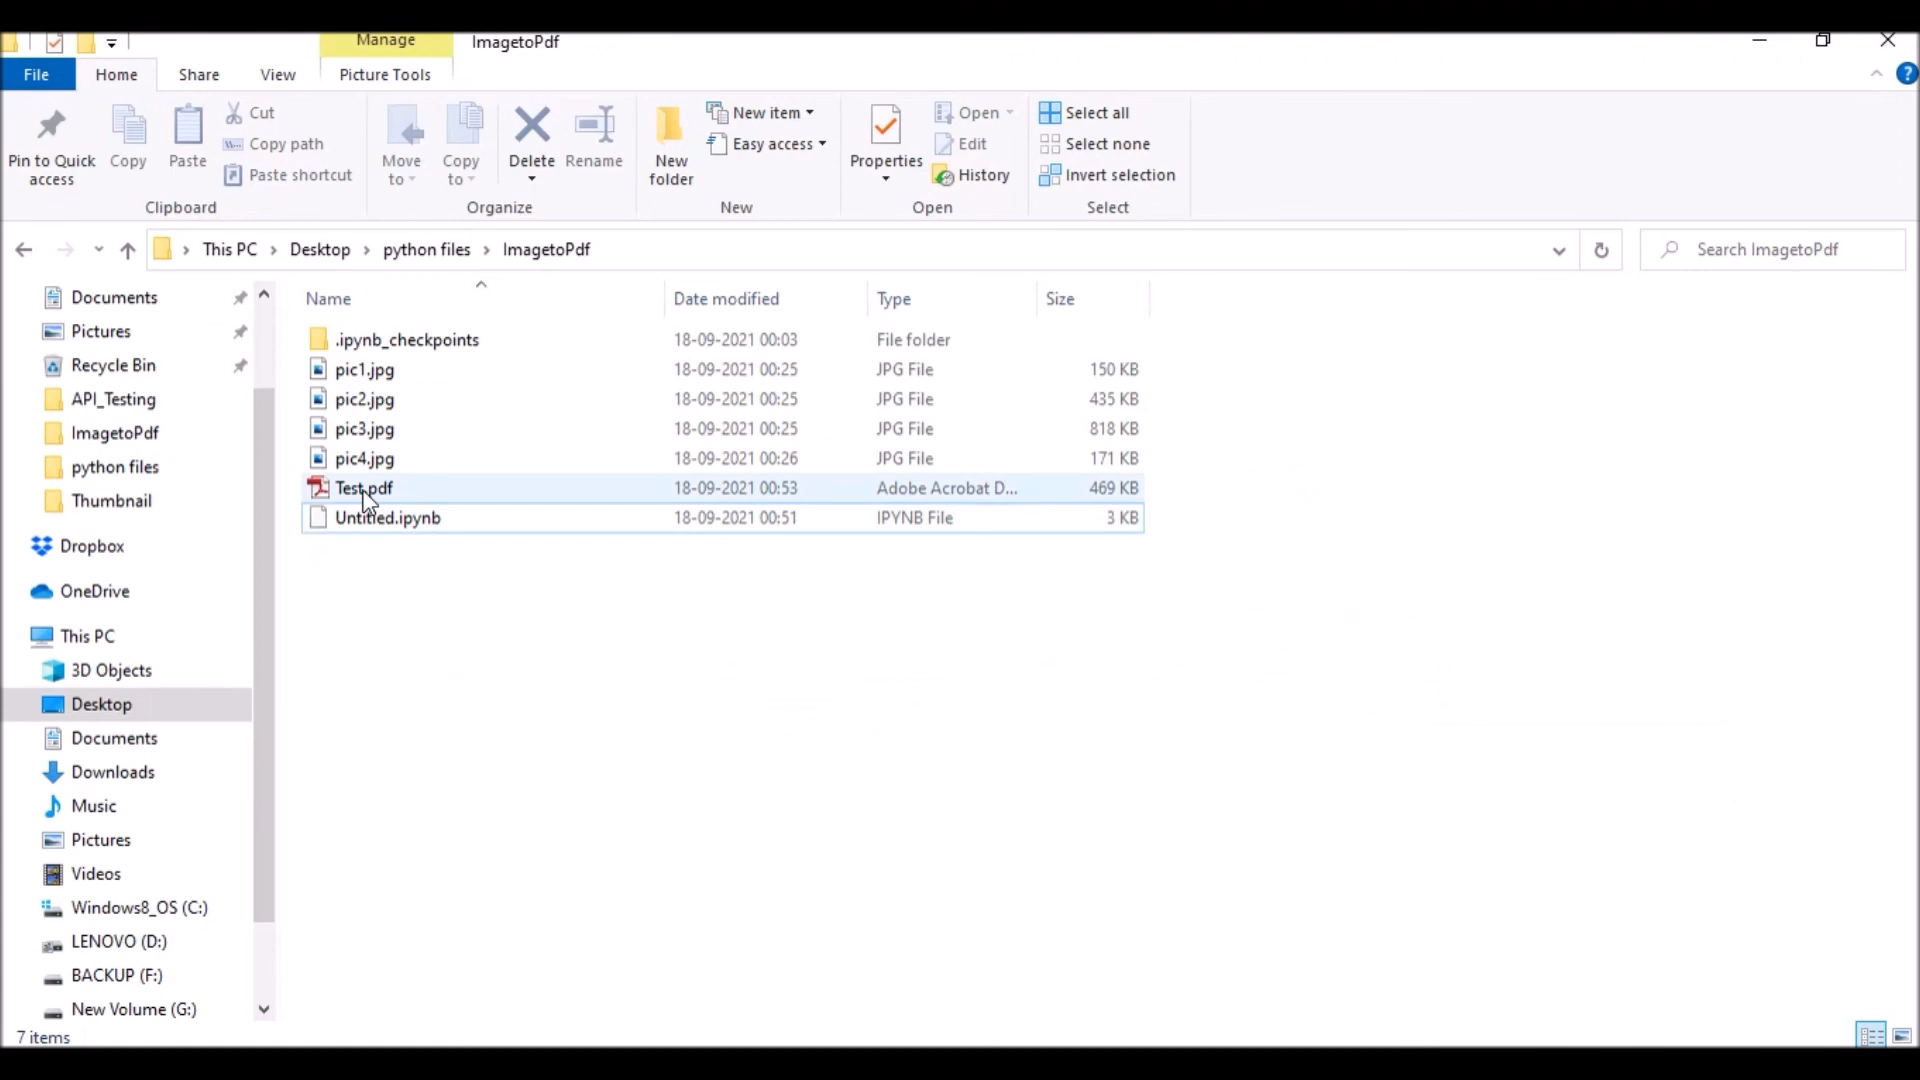 Manage
ImagetoPdf
File
Home
Share
View
Picture Tools
Pin to Quick access
Copy
Paste
Cut
Copy path
Paste shortcut
Clipboard
Move to
Copy to
Delete
Rename
Organize
New folder
New item
Easy access
New
Properties
Open
Edit
History
Open
Select all
Select none
Invert selection
Select
This PC > Desktop > python files > ImagetoPdf
Search ImagetoPdf
Documents
Pictures
Recycle Bin
API_Testing
ImagetoPdf
python files
Thumbnail
Dropbox
OneDrive
This PC
3D Objects
Desktop
Documents
Downloads
Music
Pictures
Videos
Windows8_OS (C:)
LENOVO (D:)
BACKUP (F:)
New Volume (G:)
Name Date modified Type Size
.ipynb_checkpoints 18-09-2021 00:03 File folder
pic1.jpg 18-09-2021 00:25 JPG File 150 KB
pic2.jpg 18-09-2021 00:25 JPG File 435 KB
pic3.jpg 18-09-2021 00:25 JPG File 818 KB
pic4.jpg 18-09-2021 00:26 JPG File 171 KB
Test.pdf 18-09-2021 00:53 Adobe Acrobat D... 469 KB
Untitled.ipynb 18-09-2021 00:51 IPYNB File 3 KB
7 items